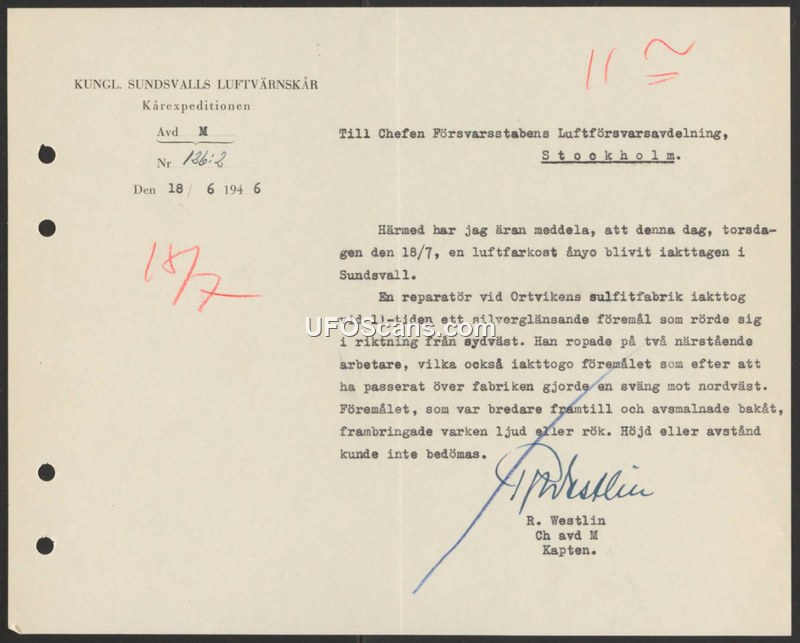 11 =
KUNGL. SUNDSVALLS LUFTVÄRNSKÅR
Kårexpeditionen
Avd M
Nr 136:2
Den 18/ 6 194 6
18/7
Till Chefen Försvarsstabens Luftförsvarsavdelning,
Stockholm.
Härmed har jag äran meddela, att denna dag, torsda-
gen den 18/7, en luftfarkost ånyo blivit iakttagen i
Sundsvall.
En reparatör vid Ortvikens sulfitfabrik iakttog
-tiden ett silverglänsande föremål som rörde sig
UFOScans.com
i riktning från sydväst. Han ropade på två närstående
arbetare, vilka också iakttogo föremålet som efter att
ha passerat över fabriken gjorde en sväng mot nordväst.
Föremålet, som var bredare framtill och avsmalnade bakåt,
frambringade varken ljud eller rök. Höjd eller avstånd
kunde inte bedömas.
Westlin
R. Westlin
Ch avd M
Kapten.